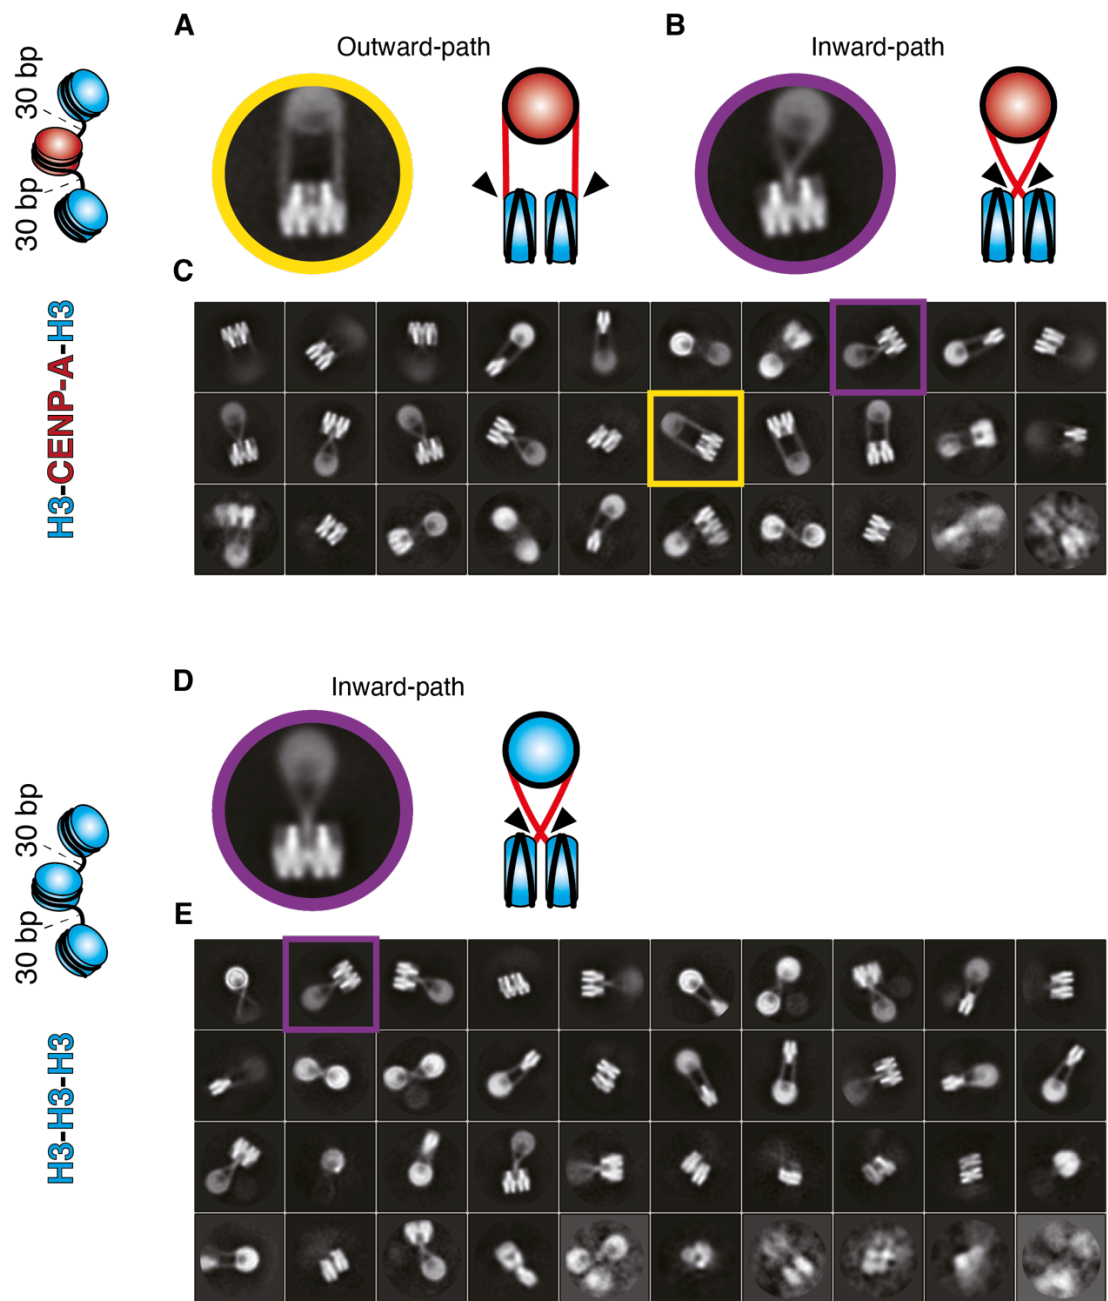 A
Outward-path
B
Inward-path
30 bp
30 bp
H3-CENP-A-H3
C
D
Inward-path
30 bp
30 bp
H3-H3-H3
E